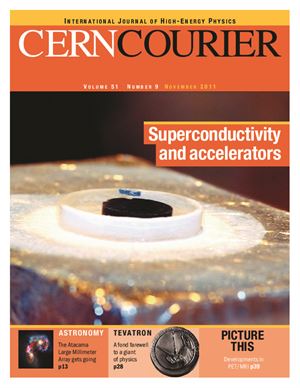 INTERNATIONAL JOURNAL OF HIGH-ENERGY PHYSICS
CERNCOURIER
VOLUME 51 NUMBER 9 NOVEMBER 2011
Superconductivity
and accelerators
ASTRONOMY
The Atacama
Large Millimeter
Array gets going
p13
TEVATRON
A fond farewell
to a giant
of physics
p28
PICTURE
THIS
Developments in
PET/MRI p30